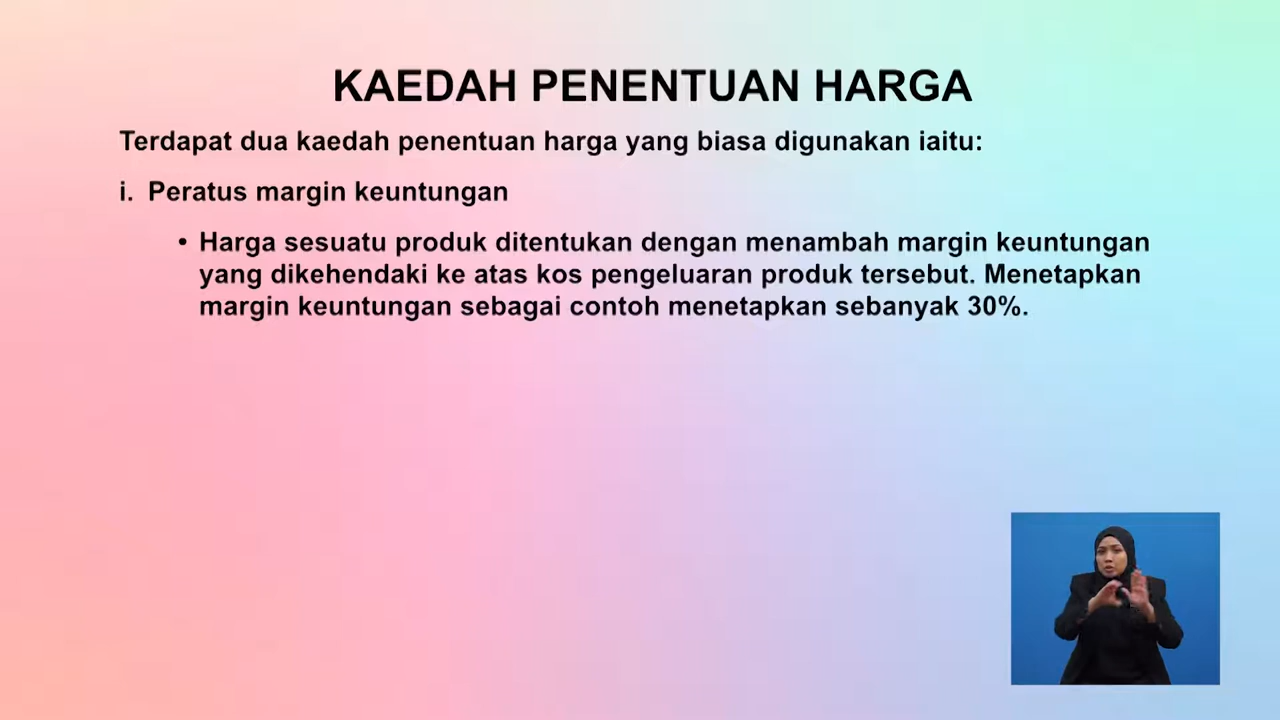 KAEDAH PENENTUAN HARGA
Terdapat dua kaedah penentuan harga yang biasa digunakan iaitu:
i. Peratus margin keuntungan
• Harga sesuatu produk ditentukan dengan menambah margin keuntungan
yang dikehendaki ke atas kos pengeluaran produk tersebut. Menetapkan
margin keuntungan sebagai contoh menetapkan sebanyak 30%.